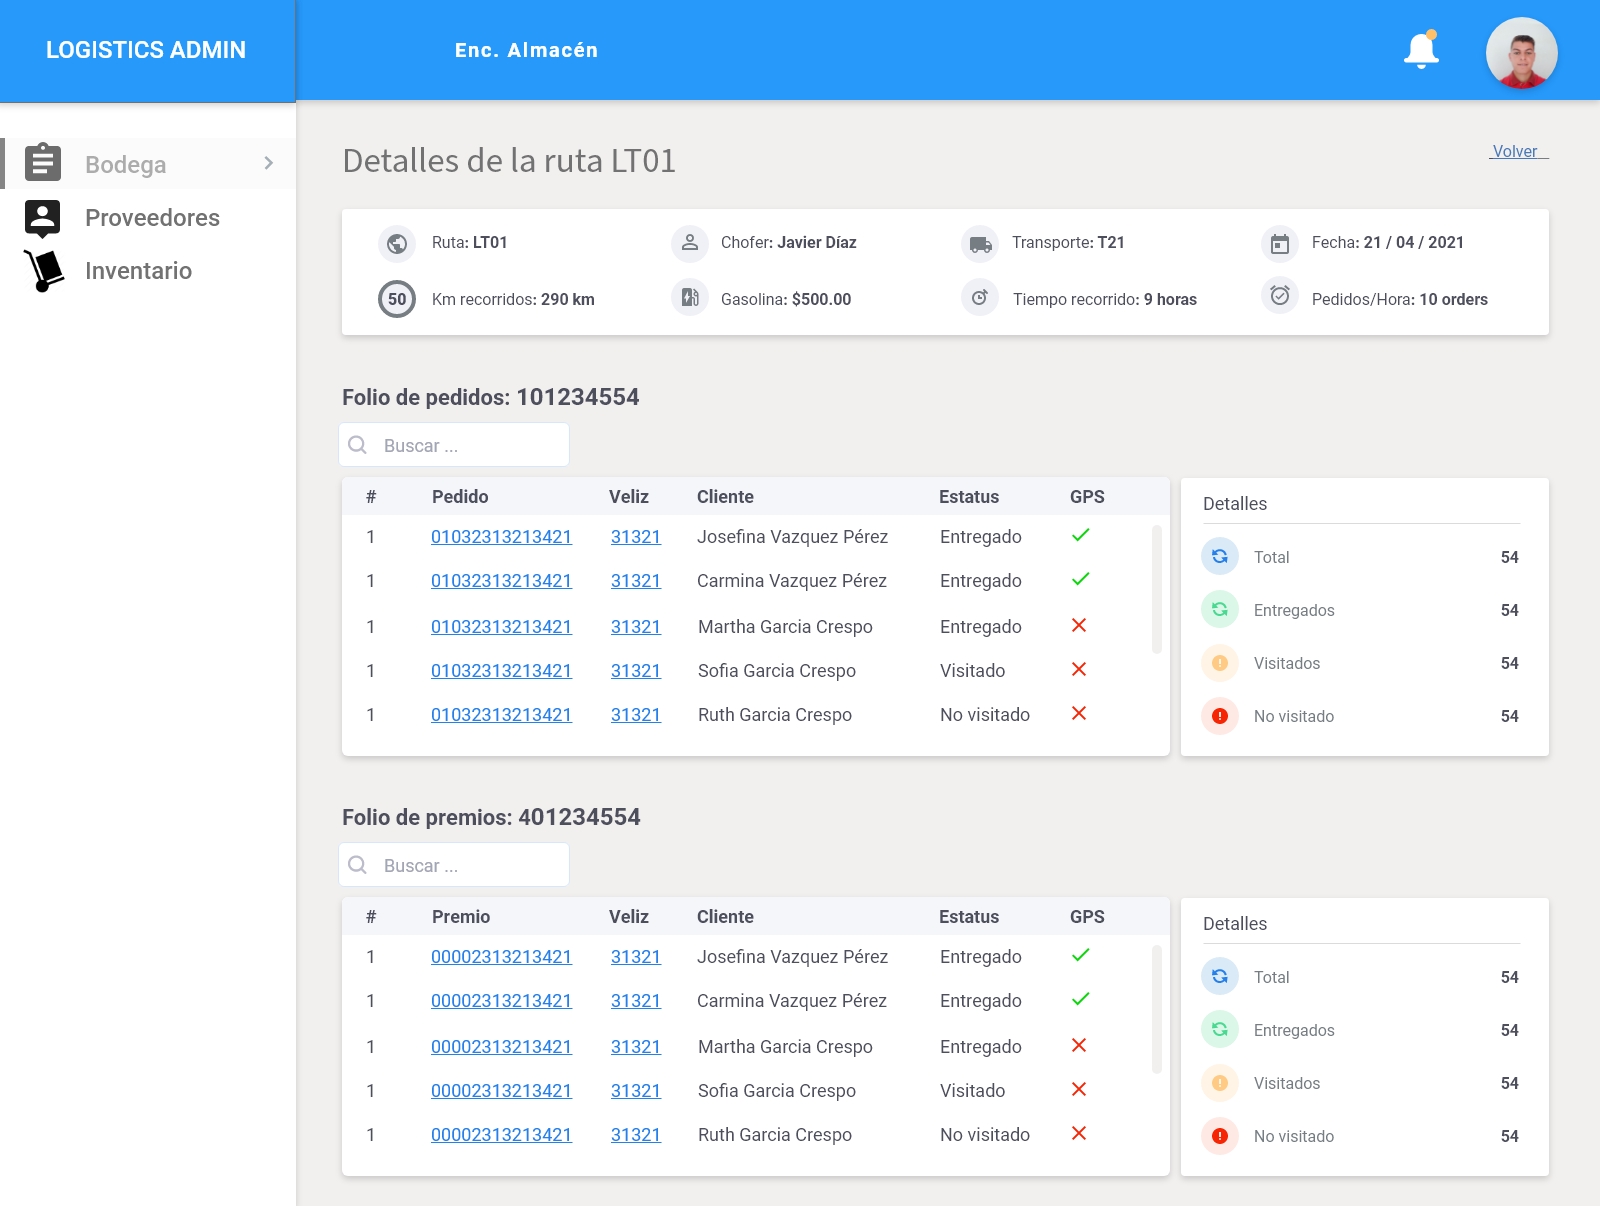 LOGISTICS ADMIN
Enc. Almacén
Bodega
Proveedores
Inventario
Detalles de la ruta LT01
Volver
Ruta: LT01
Chofer: Javier Díaz
Transporte: T21
Fecha: 21 / 04 / 2021
50
Km recorridos: 290 km
Gasolina: $500.00
Tiempo recorrido: 9 horas
Pedidos/Hora: 10 orders
Folio de pedidos: 101234554
Buscar ...
# Pedido Veliz Cliente Estatus GPS
1 01032313213421 31321 Josefina Vazquez Pérez Entregado
1 01032313213421 31321 Carmina Vazquez Pérez Entregado
1 01032313213421 31321 Martha Garcia Crespo Entregado
1 01032313213421 31321 Sofia Garcia Crespo Visitado
1 01032313213421 31321 Ruth Garcia Crespo No visitado
Detalles
Total 54
Entregados 54
Visitados 54
No visitado 54
Folio de premios: 401234554
Buscar ...
# Premio Veliz Cliente Estatus GPS
1 00002313213421 31321 Josefina Vazquez Pérez Entregado
1 00002313213421 31321 Carmina Vazquez Pérez Entregado
1 00002313213421 31321 Martha Garcia Crespo Entregado
1 00002313213421 31321 Sofia Garcia Crespo Visitado
1 00002313213421 31321 Ruth Garcia Crespo No visitado
Detalles
Total 54
Entregados 54
Visitados 54
No visitado 54